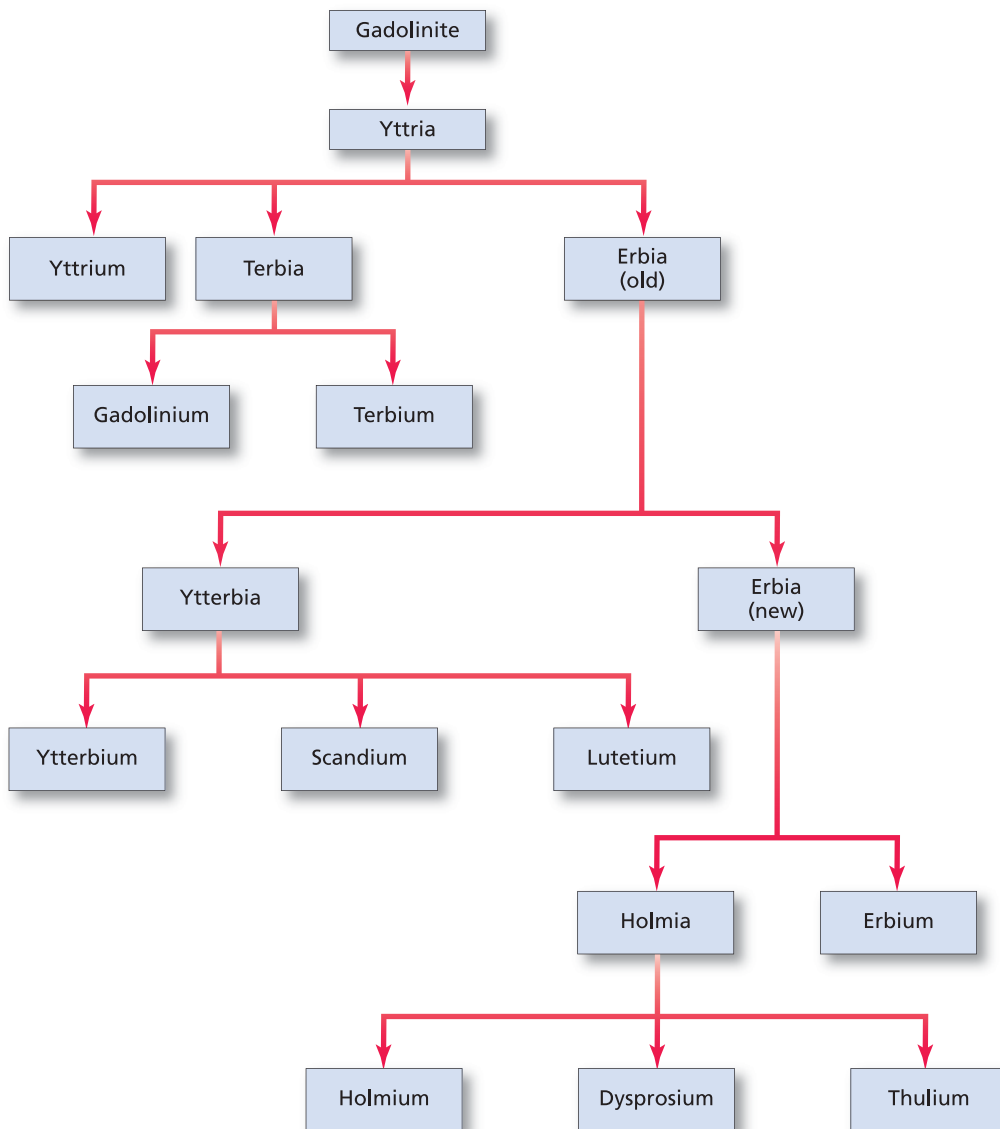 Gadolinite
Yttria
Yttrium
Terbia
Erbia
(old)
Gadolinium
Terbium
Ytterbia
Erbia
(new)
Ytterbium
Scandium
Lutetium
Holmia
Erbium
Holmium
Dysprosium
Thulium